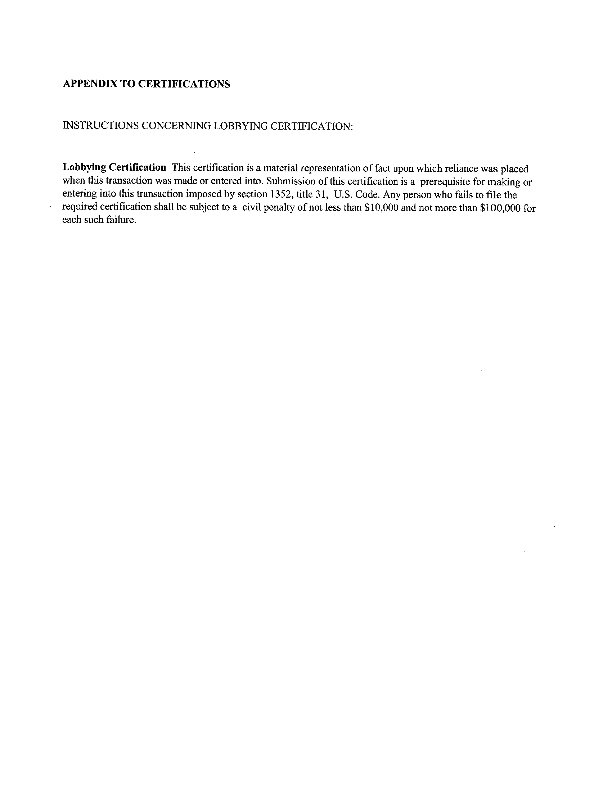 APPENDIX TO CERTIFICATIONS
INSTRUCTIONS CONCERNING LOBBYING CERTIFICATION:
Lobbying Certification This certification is a material representation of fact upon which reliance was placed
when this transaction was made or entered into. Submission of this certification is a prerequisite for making or
entering into this transaction imposed by section 1352, title 31, U.S. Code. Any person who fails to file the
required certification shall be subject to a civil penalty of not less than $10,000 and not more than $100,000 for
each such failure.